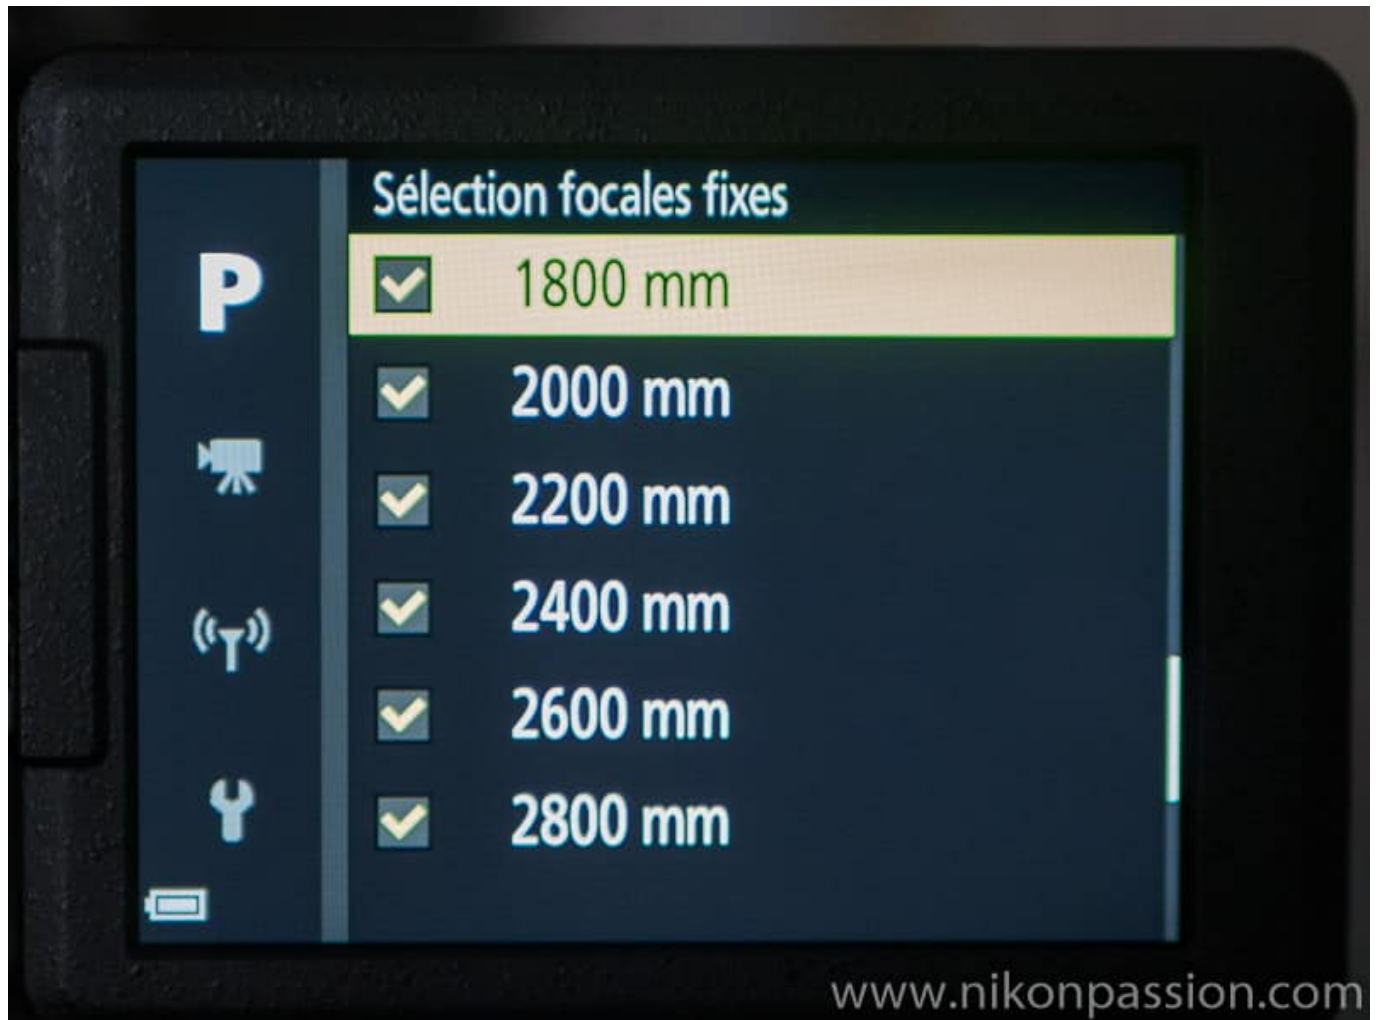 Sélection focales fixes
P
1800 mm
2000 mm
2200 mm
2400 mm
2600 mm
2800 mm
www.nikonpassion.com